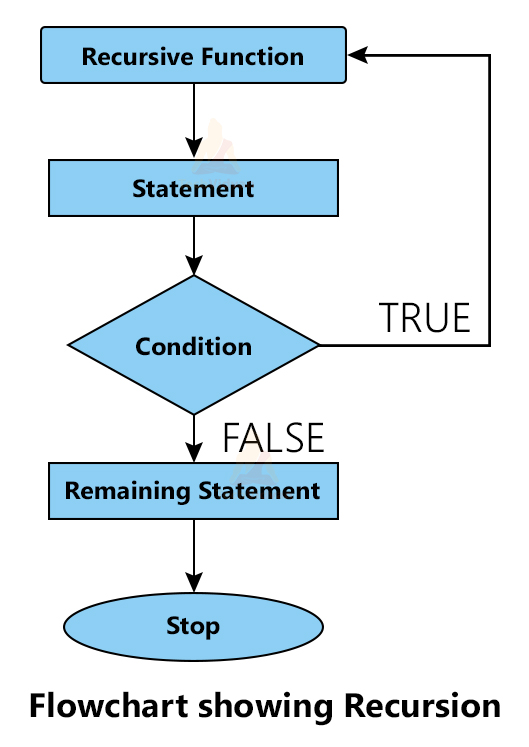 Recursive Function
Statement
Condition
TRUE
FALSE
Remaining Statement
Stop
Flowchart showing Recursion